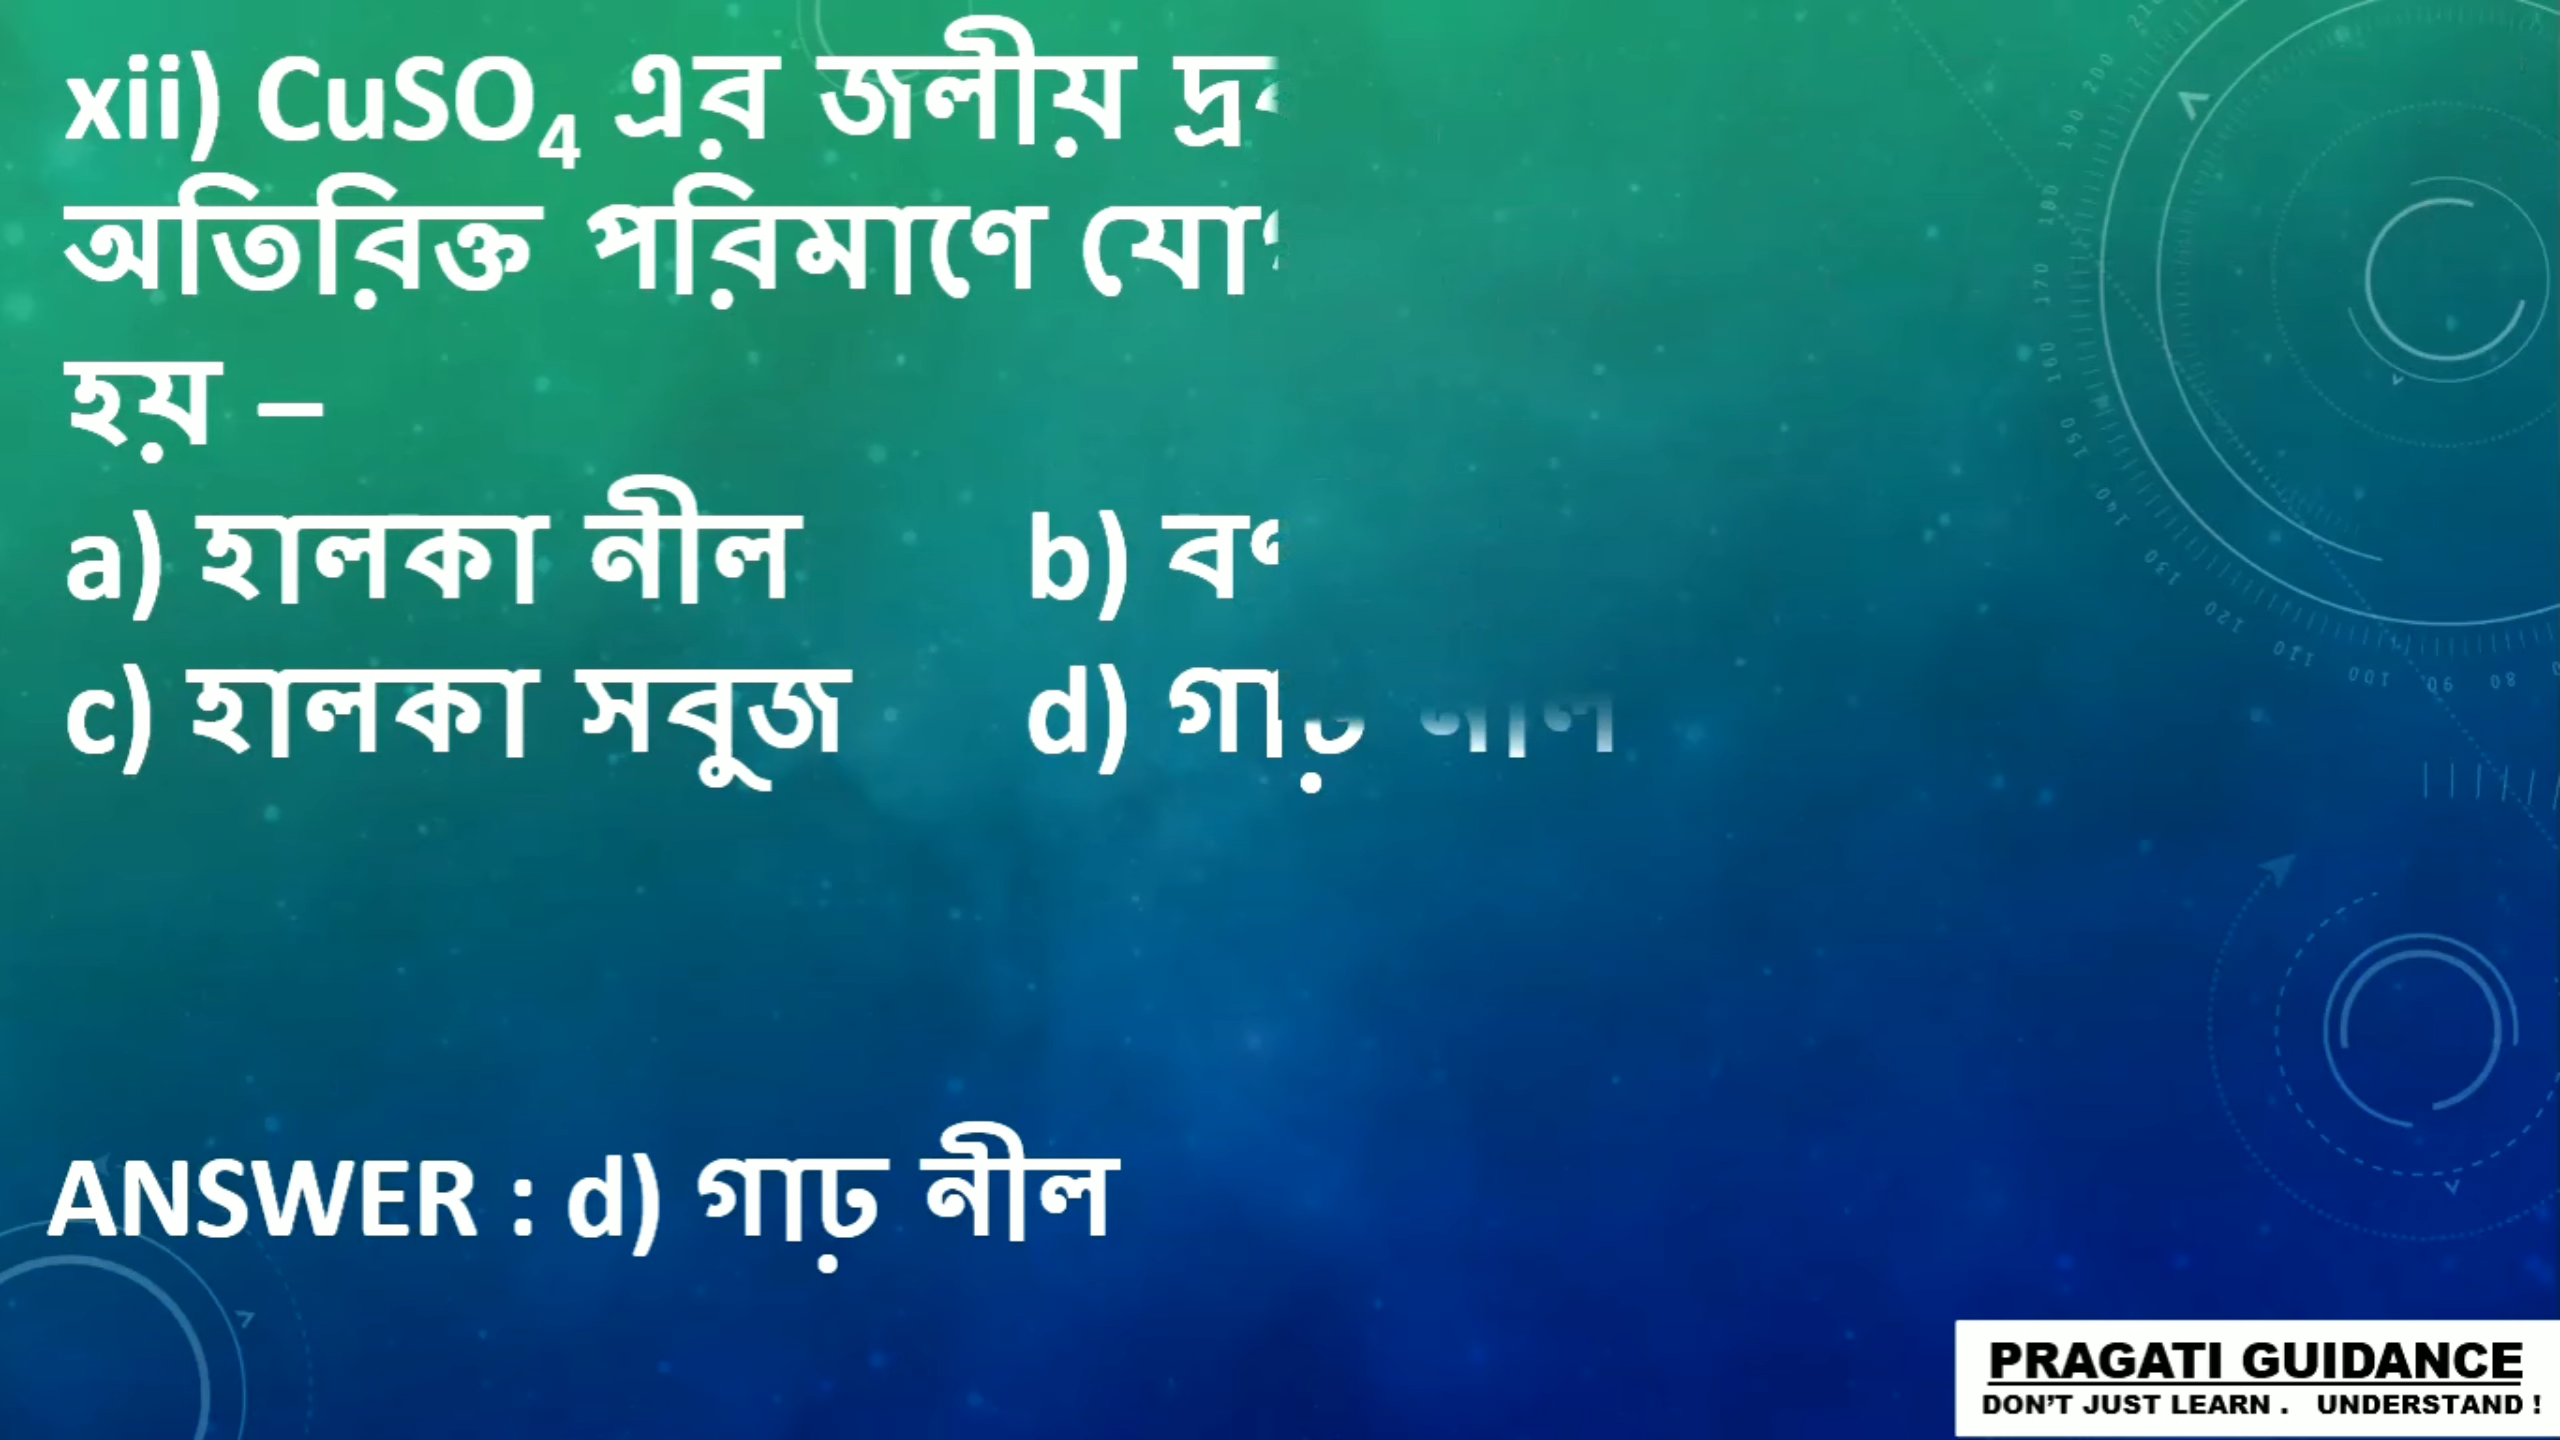 xii) CuSO₄ এর জলীয়
অতিরিক্ত পরিমাণে
হয় –
a) হালকা নীল b)
c) হালকা সবুজ d)
ANSWER : d) গাঢ় নীল
PRAGATI GUIDANCE
DON'T JUST LEARN . UNDERSTAND !